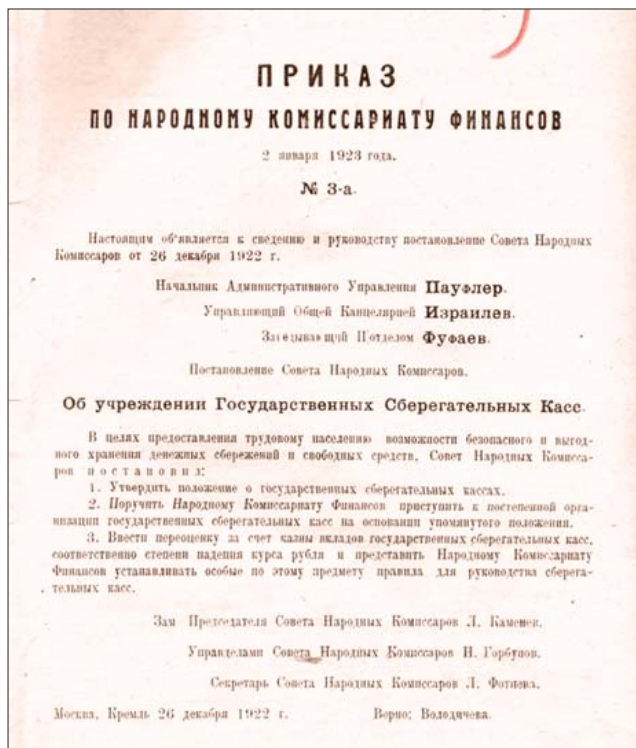 ПРИКАЗ
ПО НАРОДНОМУ КОМИССАРИАТУ ФИНАНСОВ
2 января 1923 года.
№ 3-а.
Настоящим об'является к сведению и руководству постановление Совета Народных
Комиссаров от 26 декабря 1922 г.
Начальник Административного Управления Пауфлер.
Управляющий Общей Канцелярией Израилев.
Заведывающий П'отделом Фуфаев.
Постановление Совета Народных Комиссаров.
Об учреждении Государственных Сберегательных Касс.
В целях предоставления трудовому населению возможности безопасного и выгод-
ного хранения денежных сбережений и свободных средств, Совет Народных Комисса-
ров постановил:
1. Утвердить положение о государственных сберегательных кассах.
2. Поручить Народному Комиссариату Финансов приступить к постепенной орга-
низации государственных сберегательных касс на основании упомянутого положения.
3. Ввести переоценку за счет казны вкладов государственных сберегательных касс,
соответственно степени падения курса рубля и представить Народному Комиссариату
Финансов устанавливать особые по этому предмету правила для руководства сберега-
тельных касс.
Зам Председателя Совета Народных Комиссаров Л. Каменев.
Управделами Совета Народных Комиссаров Н. Горбунов.
Секретарь Совета Народных Комиссаров Л. Фотиева.
Москва, Кремль 26 декабря 1922 г. Верно: Володичева.